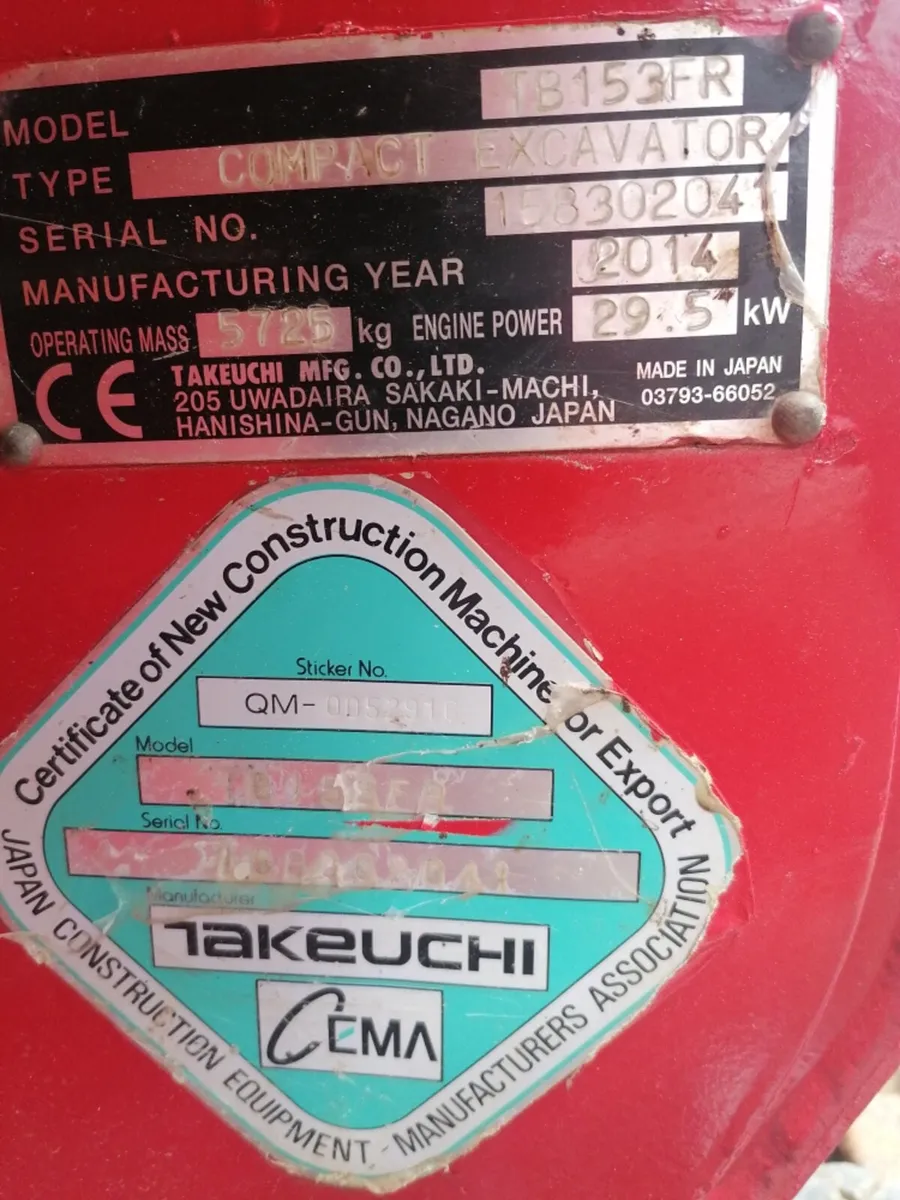 MODEL TB153FR
TYPE COMPACT EXCAVATOR
SERIAL NO. 158302041
MANUFACTURING YEAR 2014
OPERATING MASS 5725 kg ENGINE POWER 29.5 kW
CE
TAKEUCHI MFG. CO.,LTD.
205 UWADAIRA SAKAKI-MACHI,
HANISHINA-GUN, NAGANO JAPAN
MADE IN JAPAN
03793-66052
Certificate of New Construction Machine for Export
Sticker No.
QM-
Model
Serial No.
Manufacturer
TAKEUCHI
CEMA
JAPAN CONSTRUCTION EQUIPMENT MANUFACTURERS ASSOCIATION